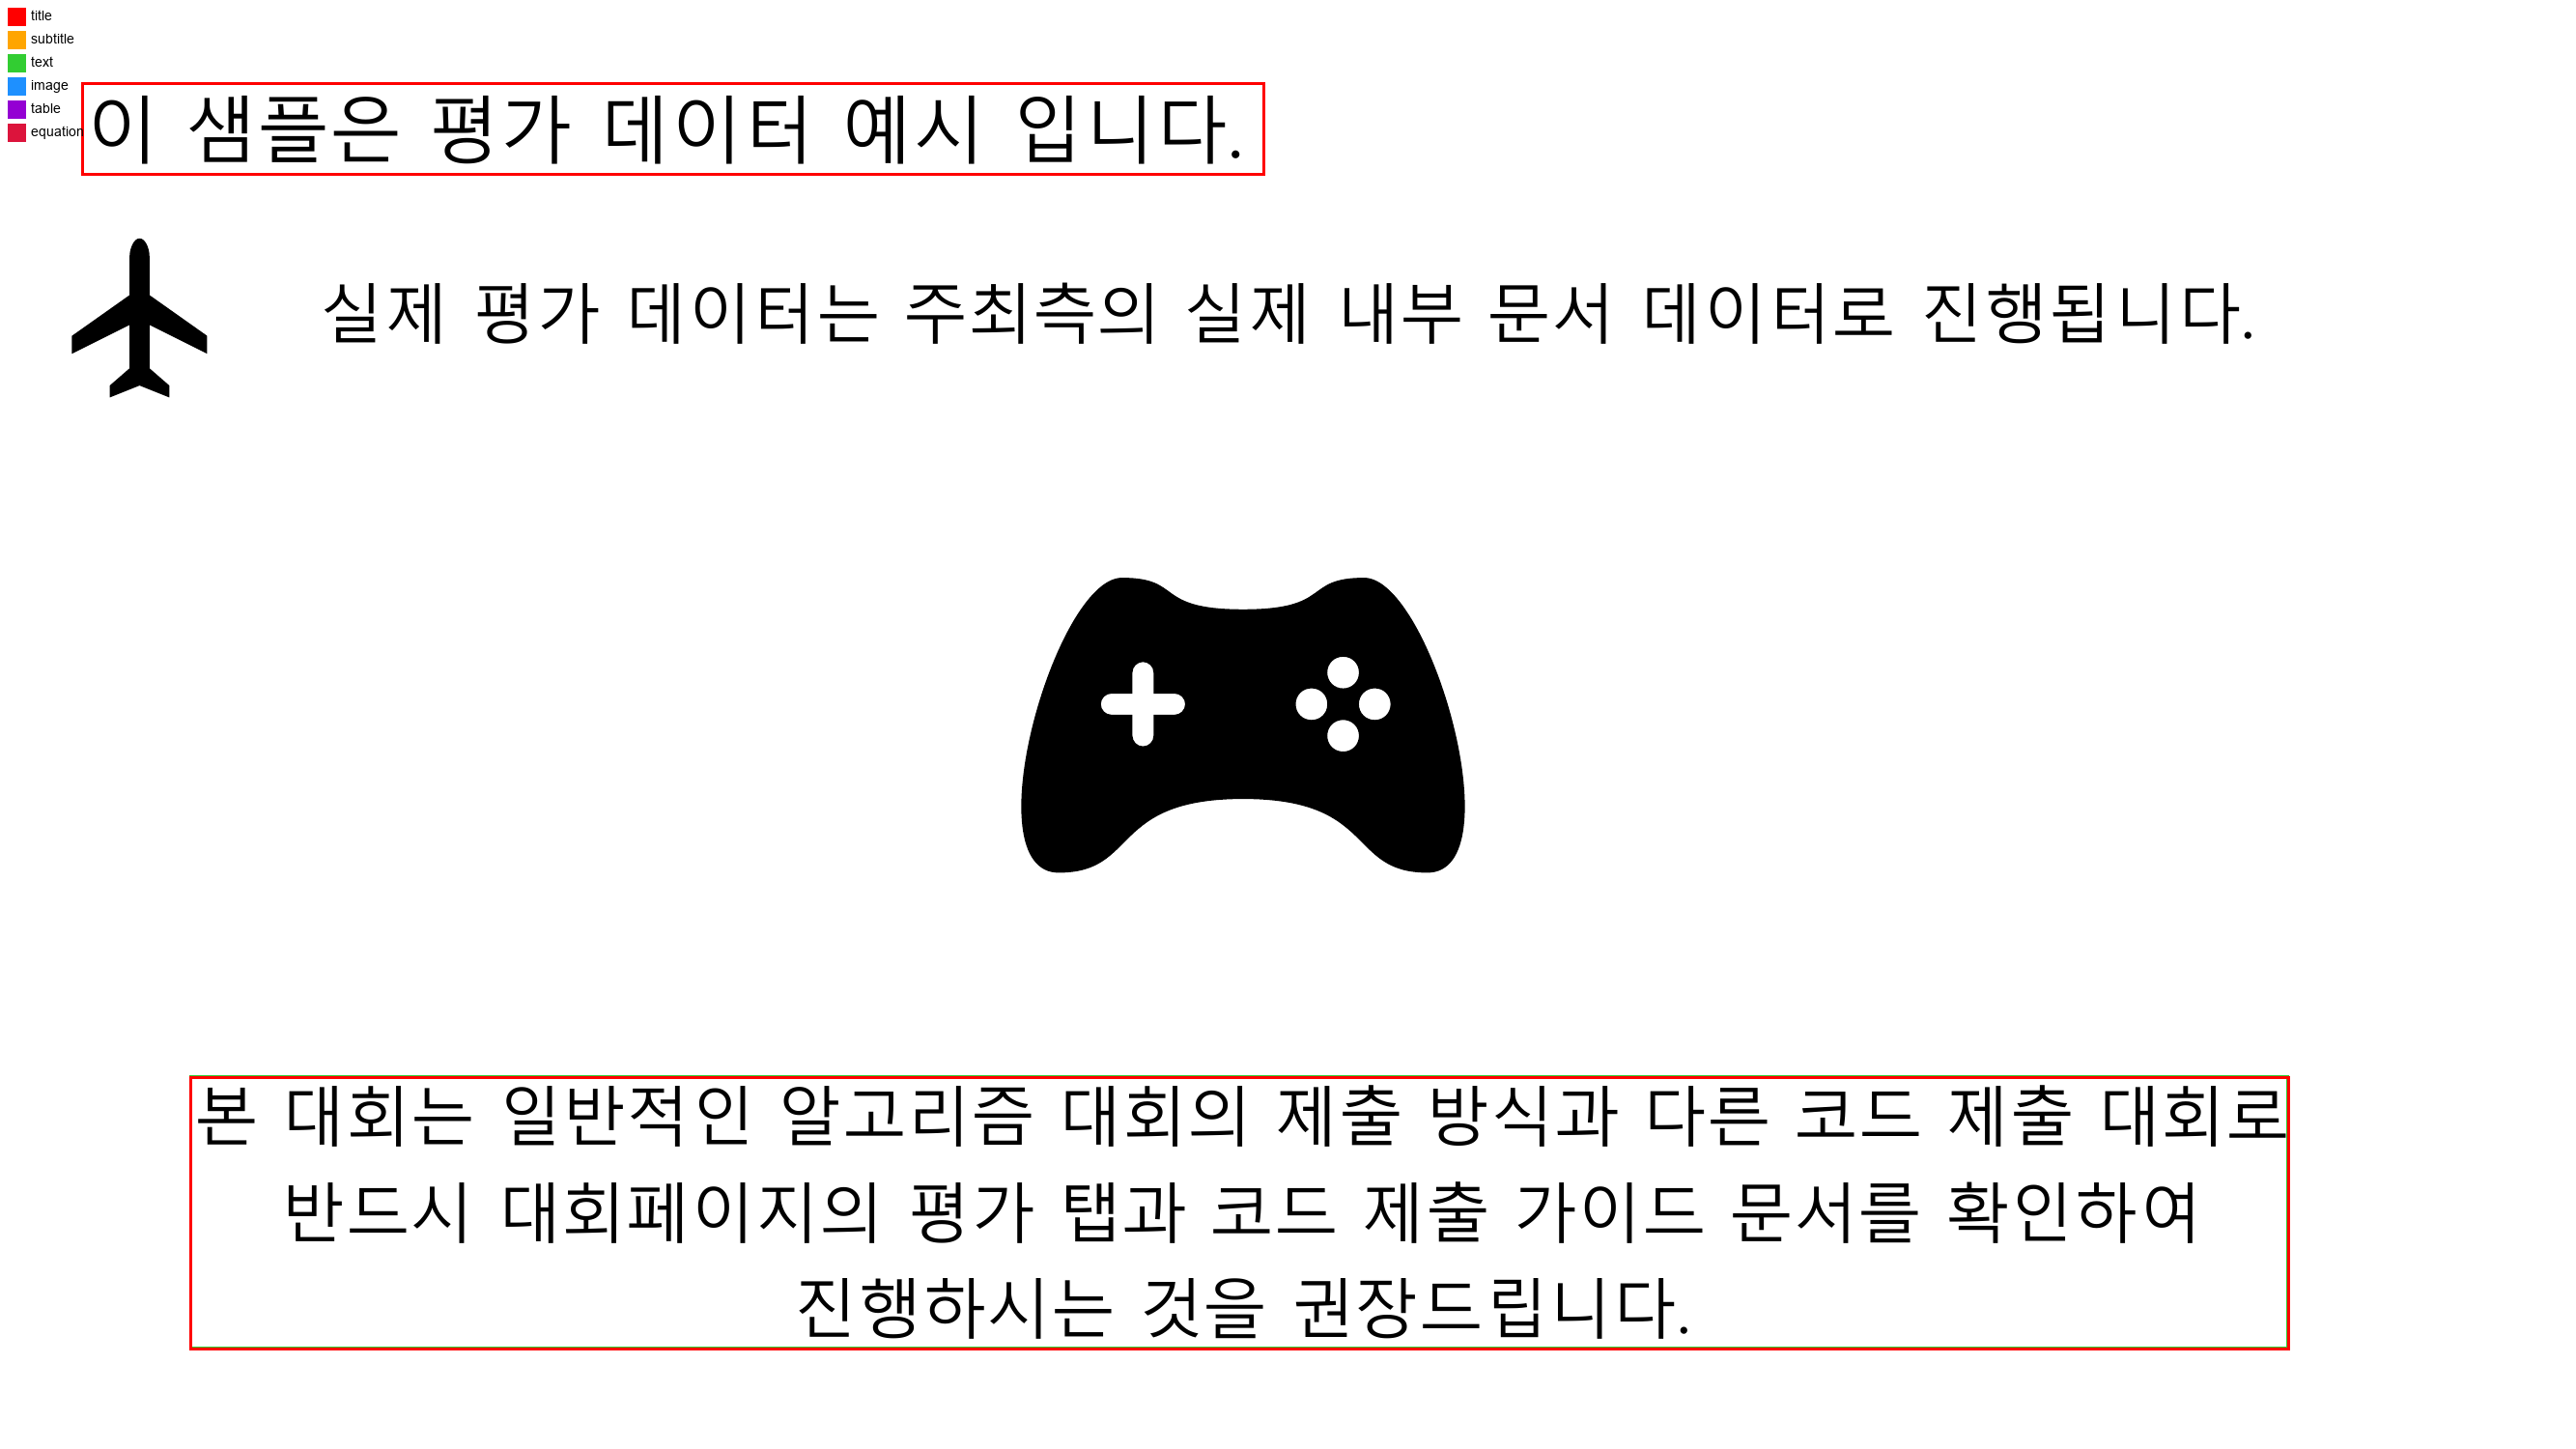 title
subtitle
text
image
table
equation
이 샘플은 평가 데이터 예시 입니다.
실제 평가 데이터는 주최측의 실제 내부 문서 데이터로 진행됩니다.
본 대회는 일반적인 알고리즘 대회의 제출 방식과 다른 코드 제출 대회로
반드시 대회페이지의 평가 탭과 코드 제출 가이드 문서를 확인하여
진행하시는 것을 권장드립니다.